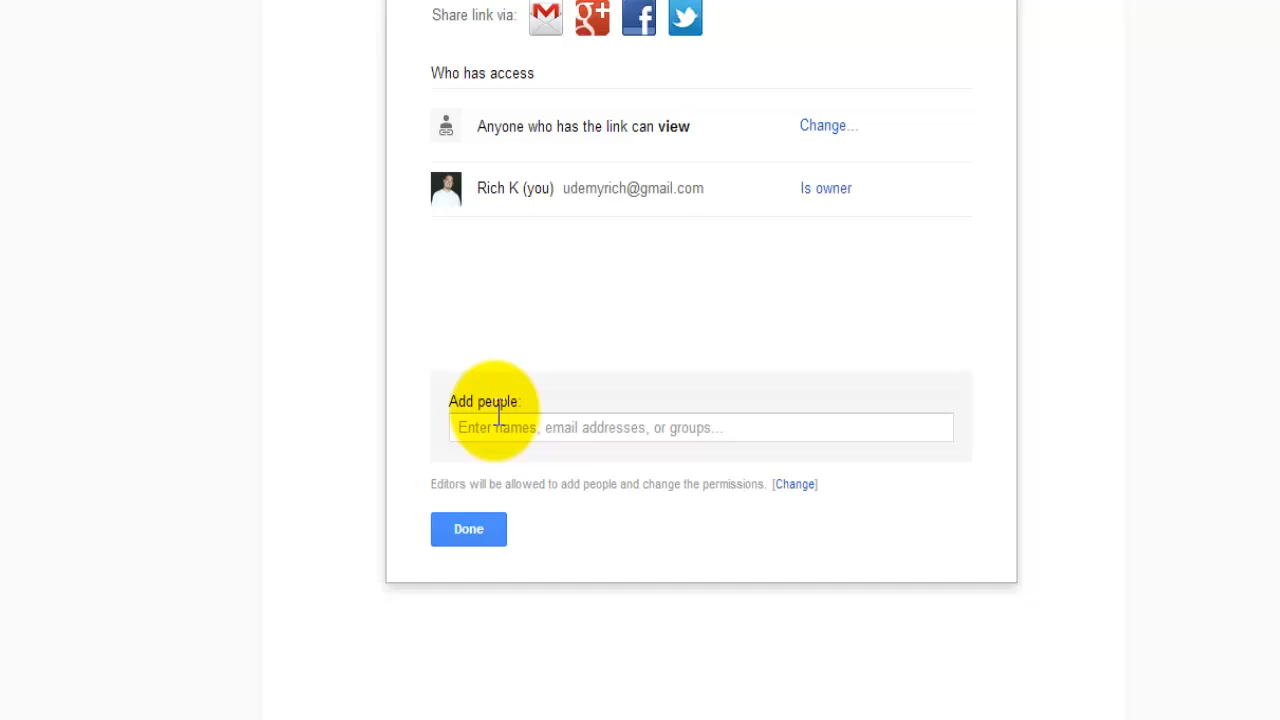 Share link via:
Who has access
Anyone who has the link can view
Change...
Rich K (you) udemyrich@gmail.com
Is owner
Add people:
Enter names, email addresses, or groups...
Editors will be allowed to add people and change the permissions. [Change]
Done